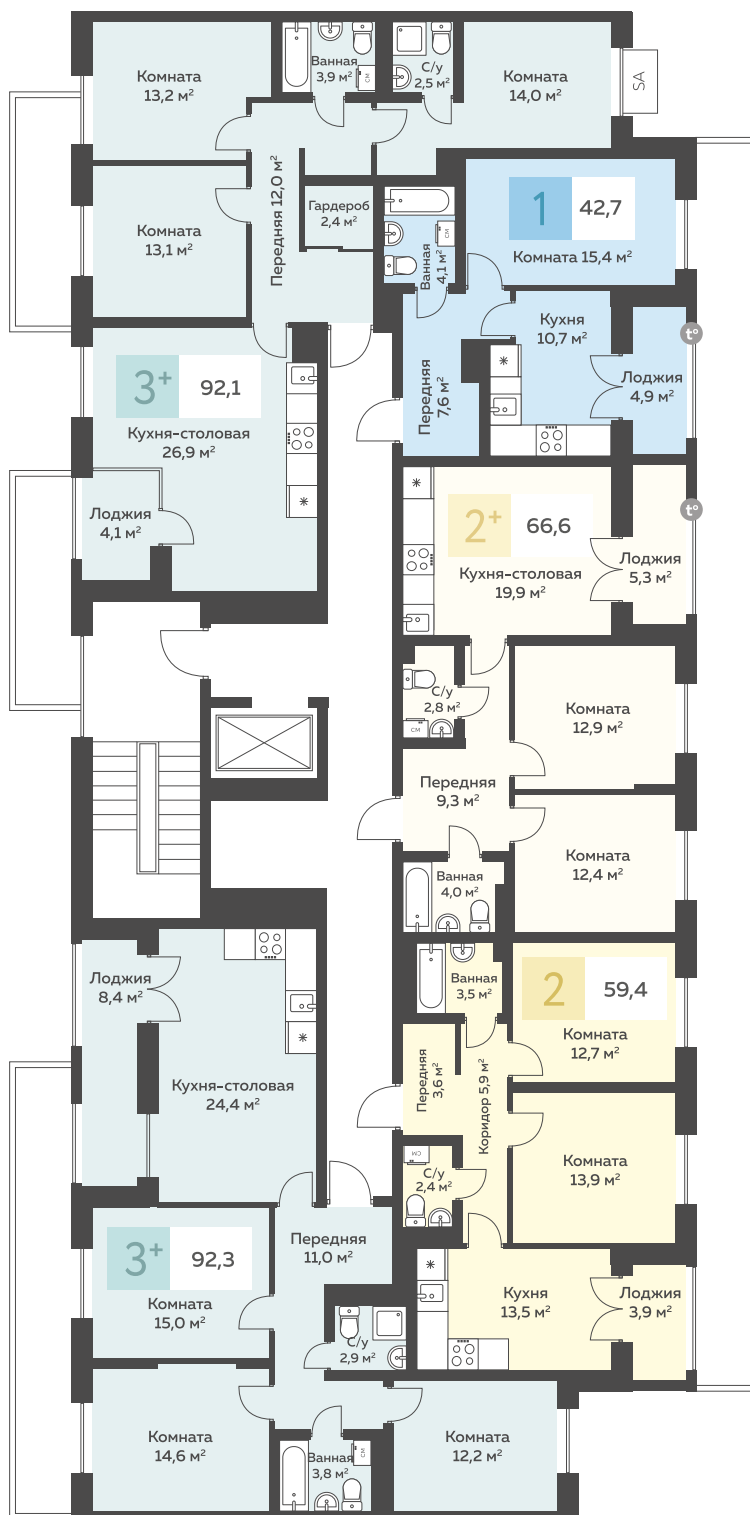 Комната
13,2 м²
Ванная
3,9 м²
СМ
С/у
2,5 м²
Комната
14,0 м²
SA
Комната
13,1 м²
Передняя 12,0 м²
Гардероб
2,4 м²
Ванная
4,1 м²
СМ
1
42,7
Комната 15,4 м²
Кухня
10,7 м²
Передняя
7,6 м²
Лоджия
4,9 м²
t°
3+
92,1
Кухня-столовая
26,9 м²
Лоджия
4,1 м²
2+
66,6
Кухня-столовая
19,9 м²
Лоджия
5,3 м²
t°
С/у
2,8 м²
СМ
Комната
12,9 м²
Передняя
9,3 м²
Комната
12,4 м²
Ванная
4,0 м²
Лоджия
8,4 м²
Кухня-столовая
24,4 м²
Ванная
3,5 м²
2
59,4
Комната
12,7 м²
Передняя
3,6 м²
Коридор 5,9 м²
СМ
С/у
2,4 м²
Комната
13,9 м²
Кухня
13,5 м²
Лоджия
3,9 м²
3+
92,3
Комната
15,0 м²
Передняя
11,0 м²
С/у
2,9 м²
Комната
14,6 м²
Ванная
3,8 м²
СМ
Комната
12,2 м²